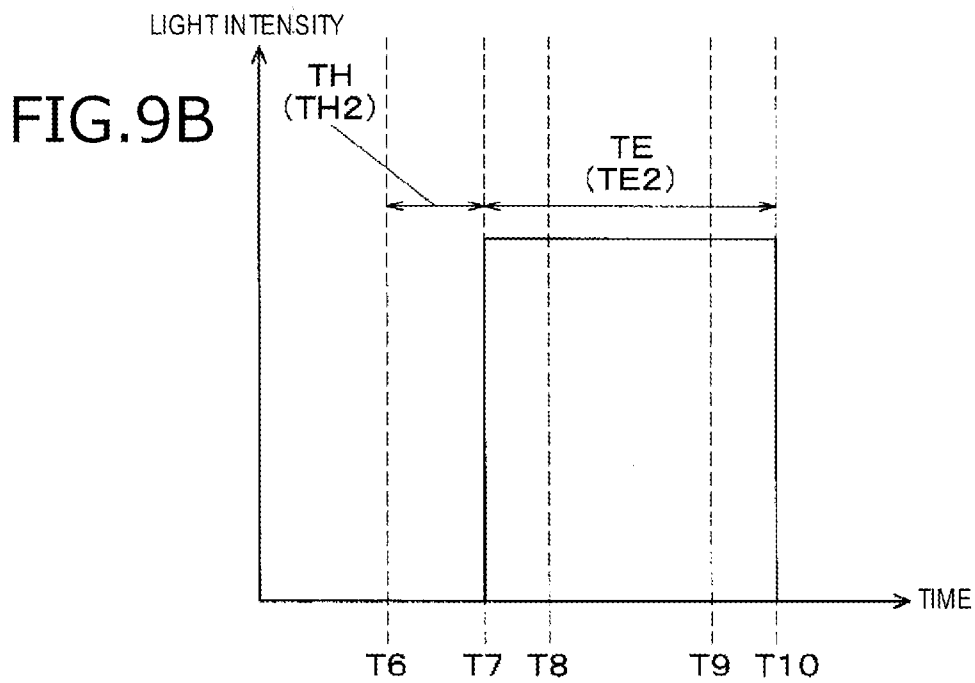 LIGHT INTENSITY
FIG.9B
TH
(TH2)
TE
(TE2)
TIME
T6 T7 T8 T9 T10